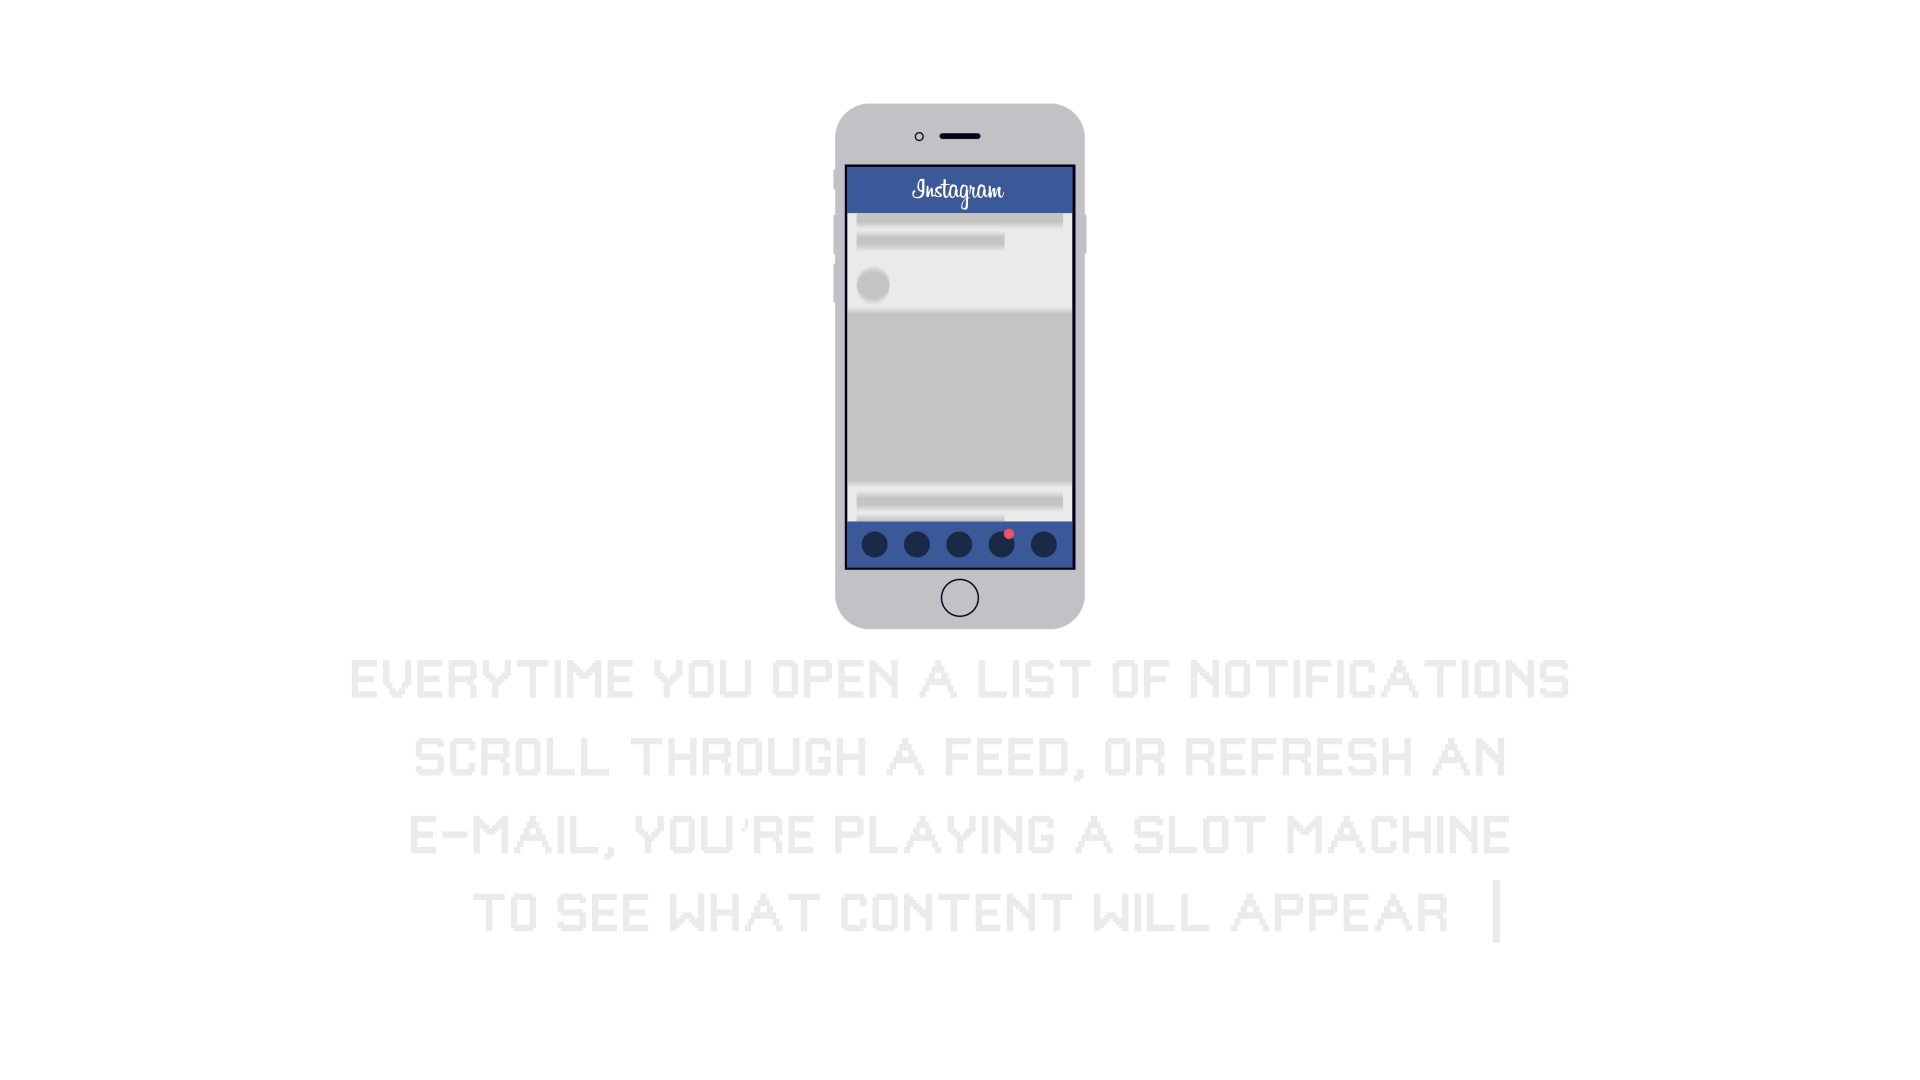 Instagram
EVERYTIME YOU OPEN A LIST OF NOTIFICATIONS
SCROLL THROUGH A FEED, OR REFRESH AN
E-MAIL, YOU'RE PLAYING A SLOT MACHINE
TO SEE WHAT CONTENT WILL APPEAR |